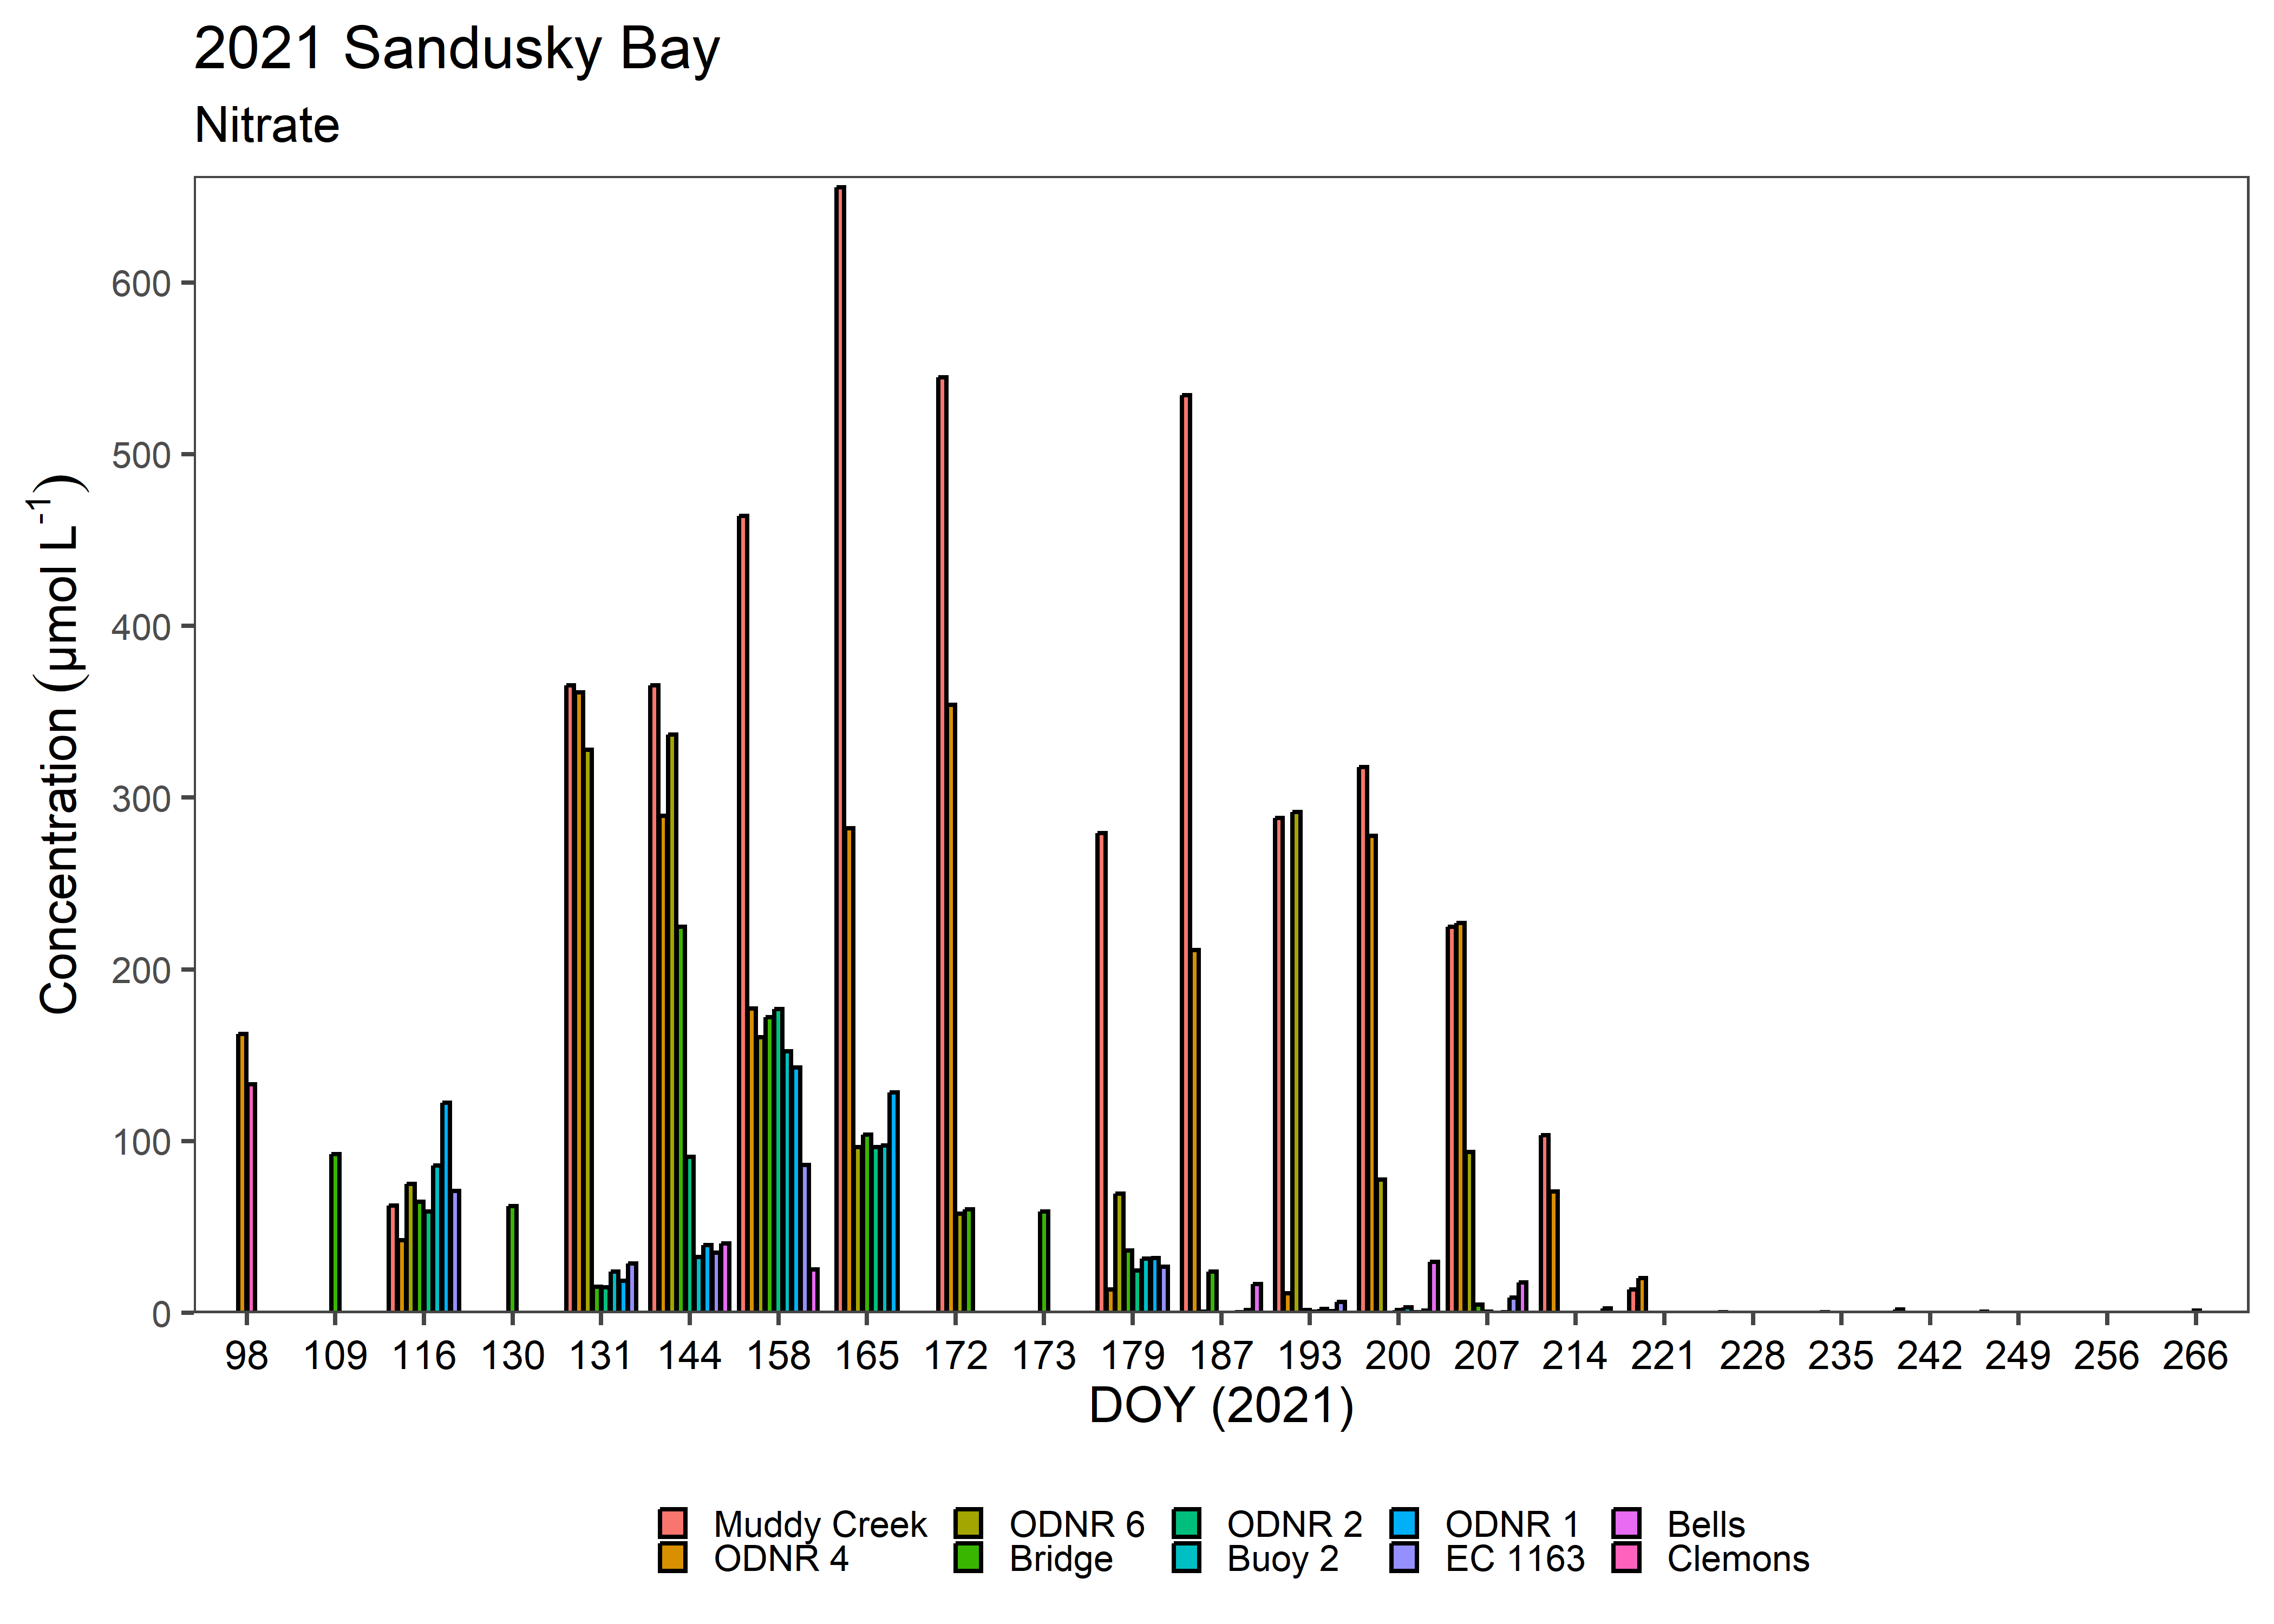 2021 Sandusky Bay
Nitrate
Concentration (µmol L-1)
600
500
400
300
200
100
0
98 109 116 130 131 144 158 165 172 173 179 187 193 200 207 214 221 228 235 242 249 256 266
DOY (2021)
Muddy Creek ODNR 6 ODNR 2 ODNR 1 Bells
ODNR 4 Bridge Buoy 2 EC 1163 Clemons